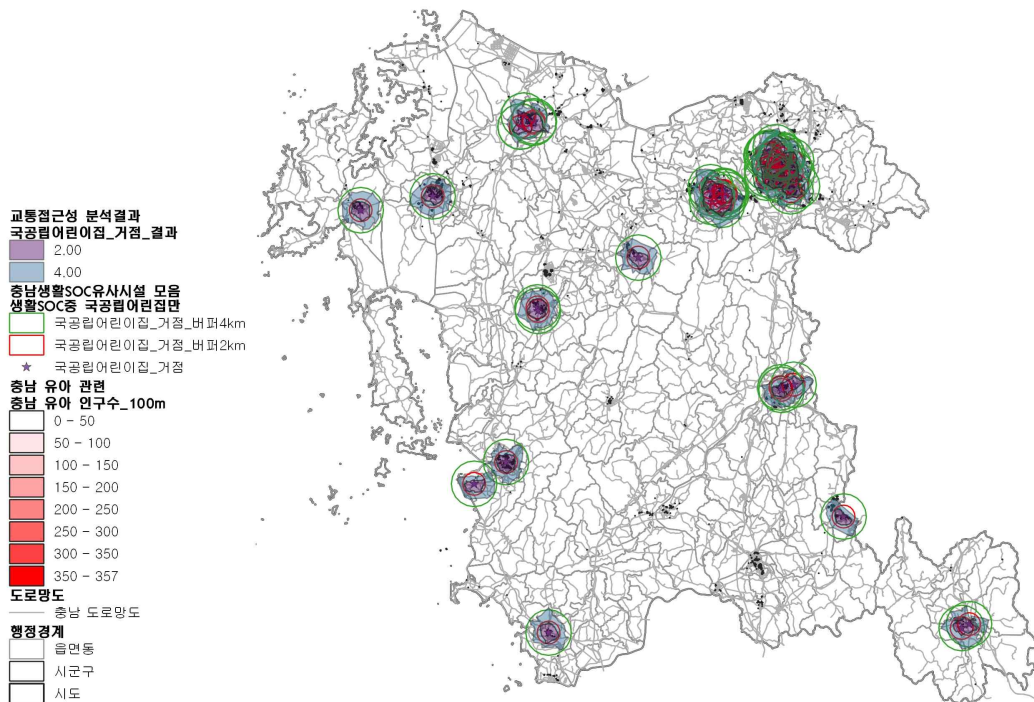 교통접근성 분석결과
국공립어린이집_거점_결과
2.00
4.00
충남생활SOC유사시설 모음
생활SOC중 국공립어린집만
국공립어린이집_거점_버퍼4km
국공립어린이집_거점_버퍼2km
국공립어린이집_거점
충남 유아 관련
충남 유아 인구수_100m
0 - 50
50 - 100
100 - 150
150 - 200
200 - 250
250 - 300
300 - 350
350 - 357
도로망도
충남 도로망도
행정경계
읍면동
시군구
시도